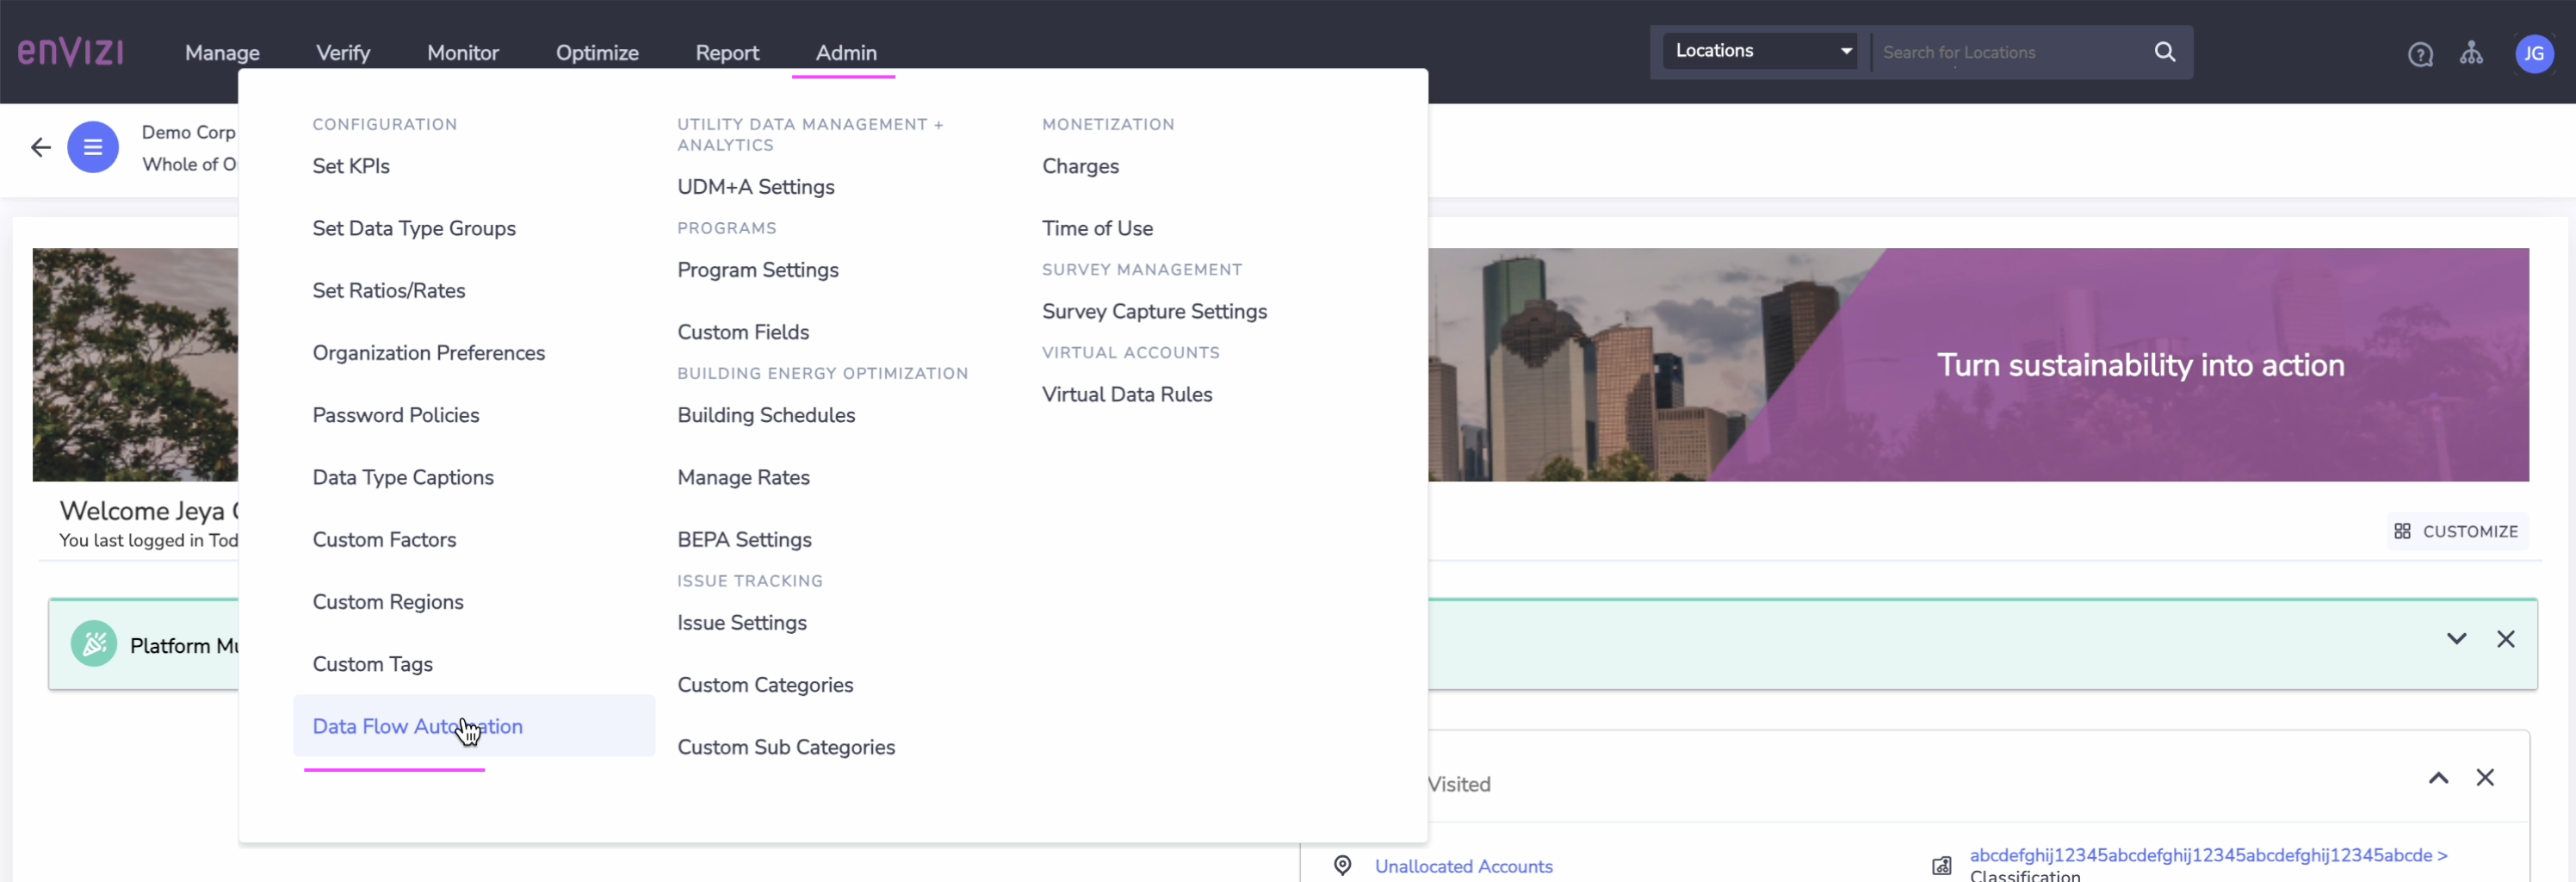 enVIZI
Manage Verify Monitor Optimize Report Admin
Locations
Search for Locations
JG
Demo Corp
Whole of O
CONFIGURATION
Set KPIs
Set Data Type Groups
Set Ratios/Rates
Organization Preferences
Password Policies
Data Type Captions
Custom Factors
Custom Regions
Custom Tags
Data Flow Automation
UTILITY DATA MANAGEMENT +
ANALYTICS
UDM+A Settings
PROGRAMS
Program Settings
Custom Fields
BUILDING ENERGY OPTIMIZATION
Building Schedules
Manage Rates
BEPA Settings
ISSUE TRACKING
Issue Settings
Custom Categories
Custom Sub Categories
MONETIZATION
Charges
Time of Use
SURVEY MANAGEMENT
Survey Capture Settings
VIRTUAL ACCOUNTS
Virtual Data Rules
Turn sustainability into action
Welcome Jeya
You last logged in Tod
CUSTOMIZE
Platform Mu
Visited
Unallocated Accounts
abcdefghij12345abcdefghij12345abcdefghij12345abcde >
Classification